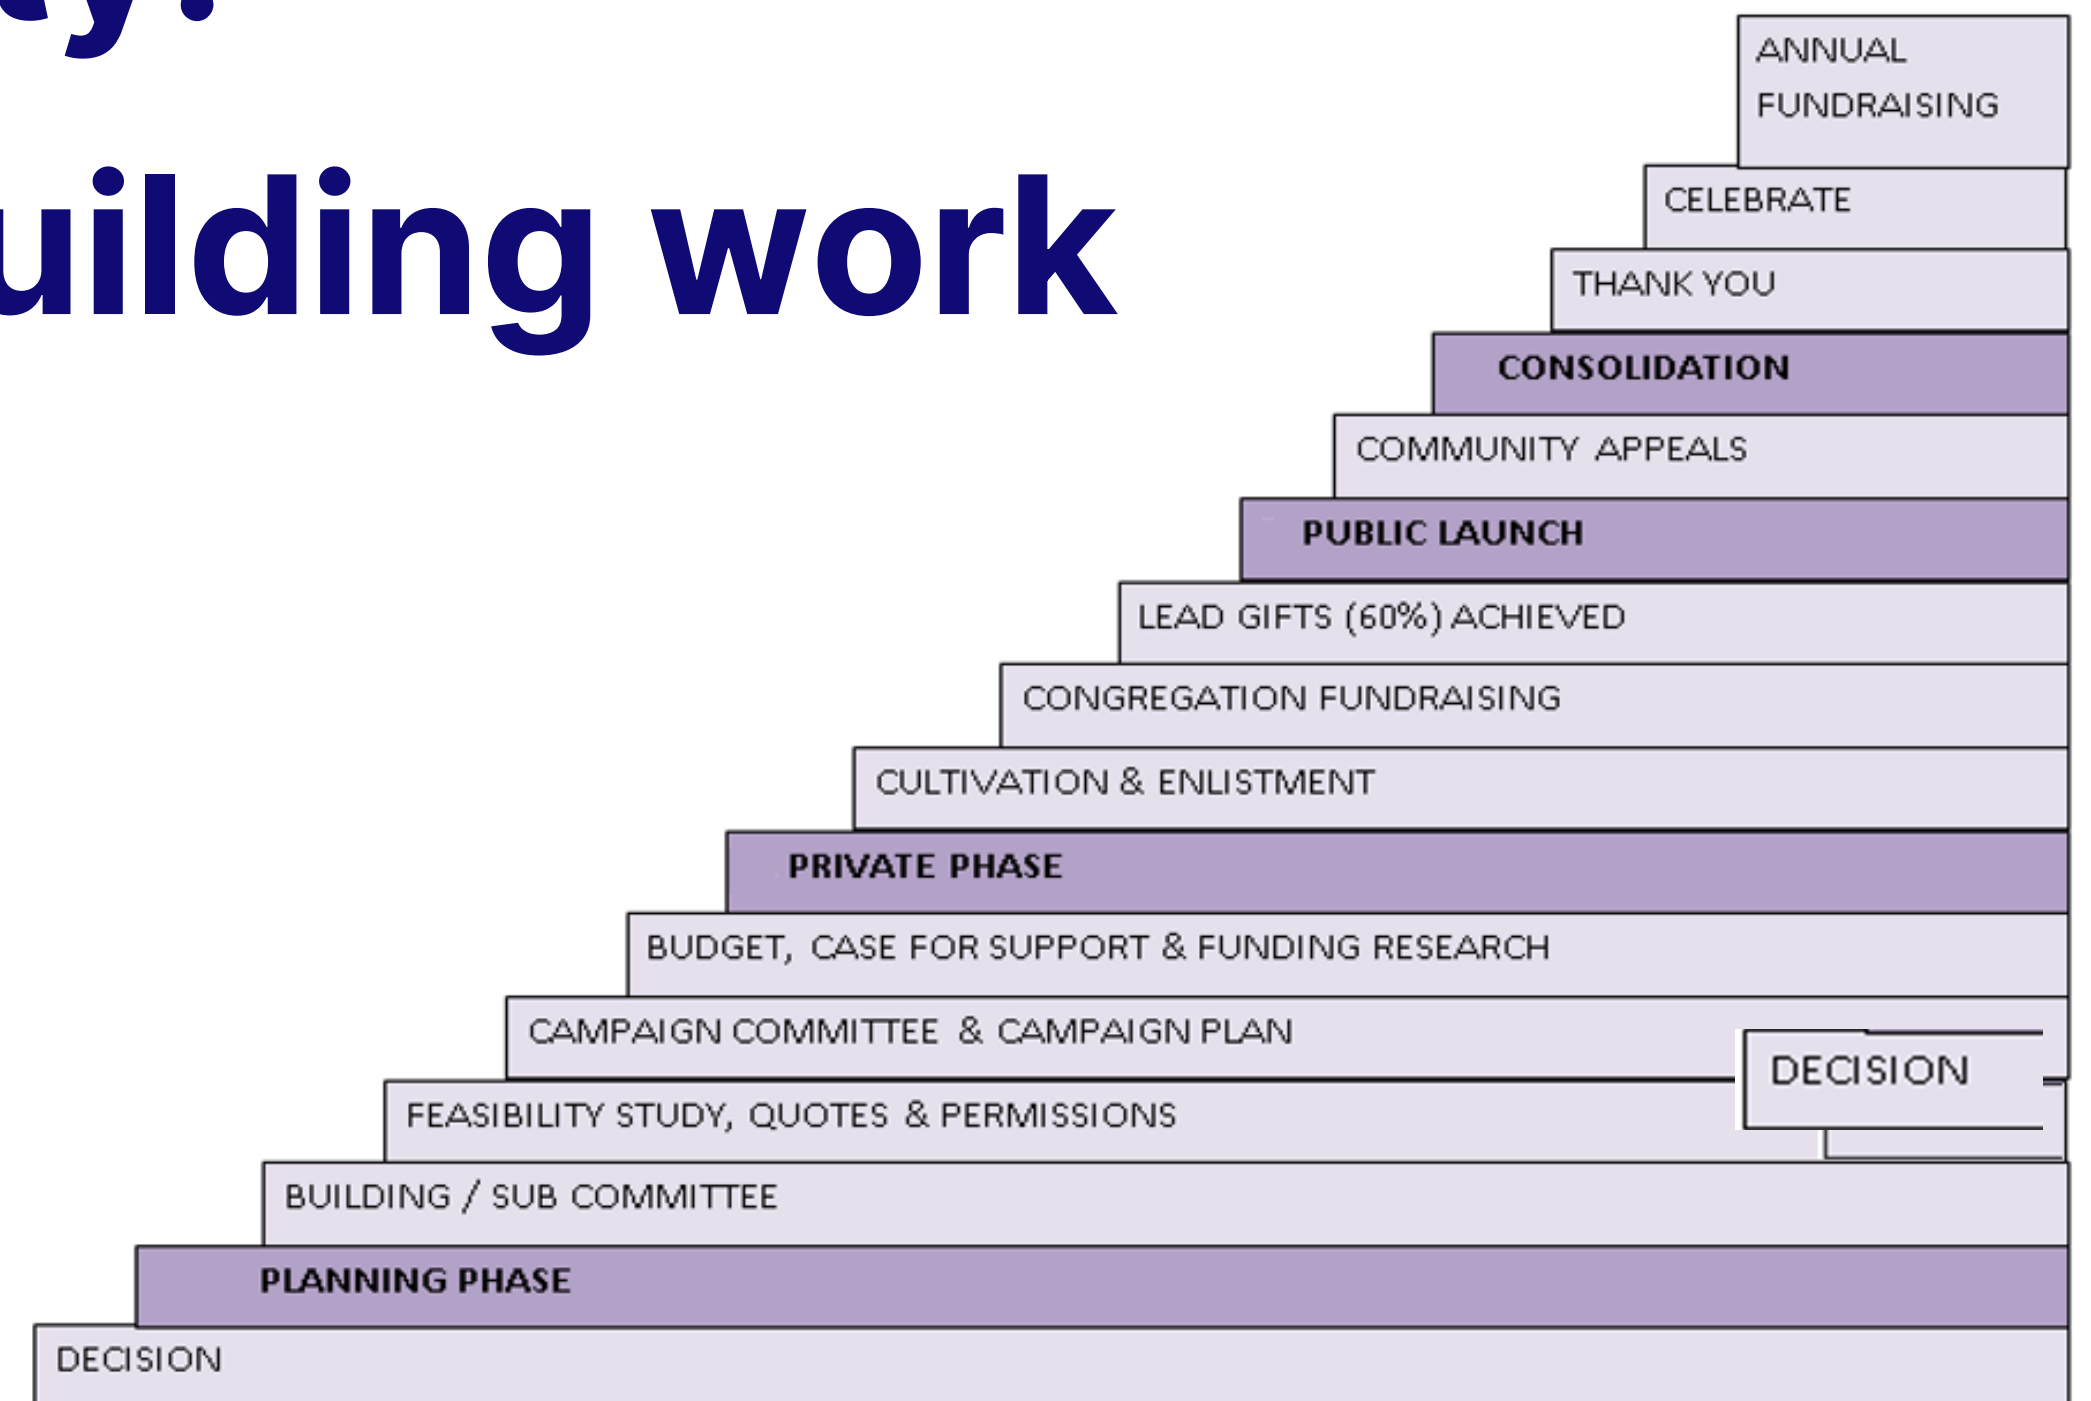 work
ANNUAL
FUNDRAISING
CELEBRATE
THANK YOU
CONSOLIDATION
COMMUNITY APPEALS
PUBLIC LAUNCH
LEAD GIFTS (60%) ACHIEVED
CONGREGATION FUNDRAISING
CULTIVATION & ENLISTMENT
PRIVATE PHASE
BUDGET, CASE FOR SUPPORT & FUNDING RESEARCH
CAMPAIGN COMMITTEE & CAMPAIGN PLAN
DECISION
FEASIBILITY STUDY, QUOTES & PERMISSIONS
BUILDING / SUB COMMITTEE
PLANNING PHASE
DECISION